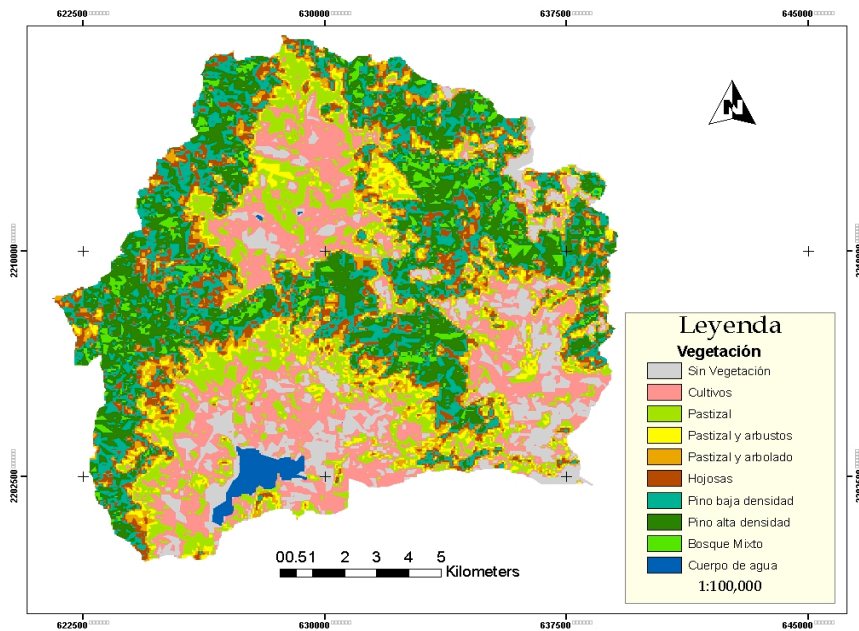 622500
630000
637500
645000
N
2210000
Leyenda
Vegetación
Sin Vegetación
Cultivos
Pastizal
Pastizal y arbustos
Pastizal y arbolado
Hojosas
Pino baja densidad
Pino alta densidad
Bosque Mixto
Cuerpo de agua
1:100,000
2202500
00.51 2 3 4 5
Kilometers
622500
630000
637500
645000